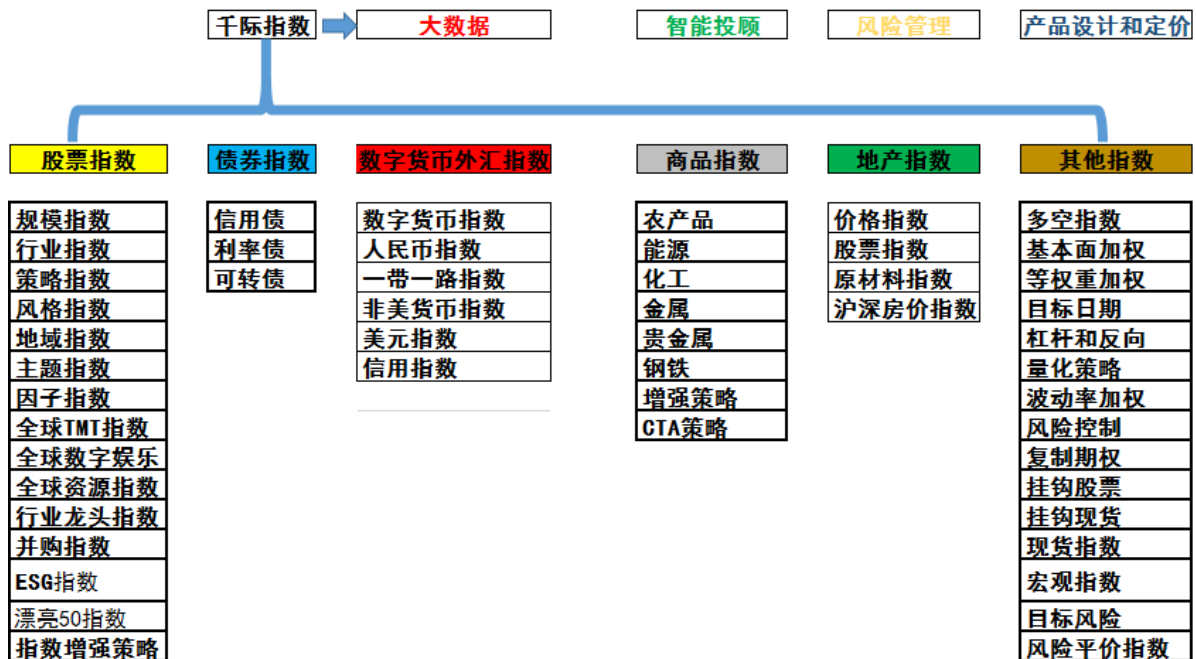 千际指数
大数据
智能投顾
风险管理
产品设计和定价
股票指数
债券指数
数字货币外汇指数
商品指数
地产指数
其他指数
规模指数
行业指数
策略指数
风格指数
地域指数
主题指数
因子指数
全球TMT指数
全球数字娱乐
全球资源指数
行业龙头指数
并购指数
ESG指数
漂亮50指数
指数增强策略
信用债
利率债
可转债
数字货币指数
人民币指数
一带一路指数
非美货币指数
美元指数
信用指数
农产品
能源
化工
金属
贵金属
钢铁
增强策略
CTA策略
价格指数
股票指数
原材料指数
沪深房价指数
多空指数
基本面加权
等权重加权
目标日期
杠杆和反向
量化策略
波动率加权
风险控制
复制期权
挂钩股票
挂钩现货
现货指数
宏观指数
目标风险
风险平价指数